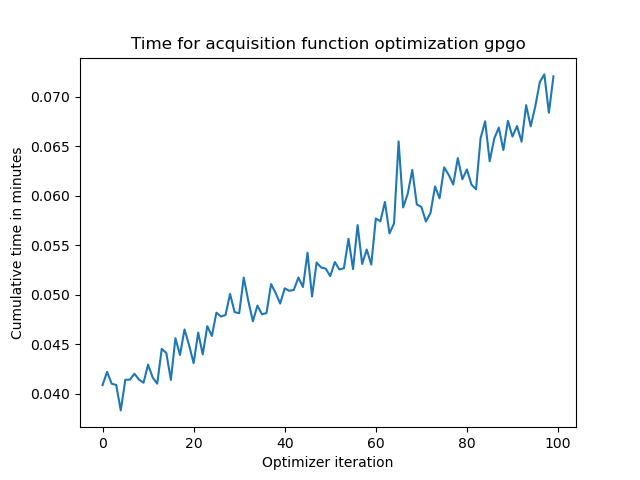 Time for acquisition function optimization gpgo
0.070
0.065
0.060
0.055
0.050
0.045
0.040
Cumulative time in minutes
0 20 40 60 80 100
Optimizer iteration